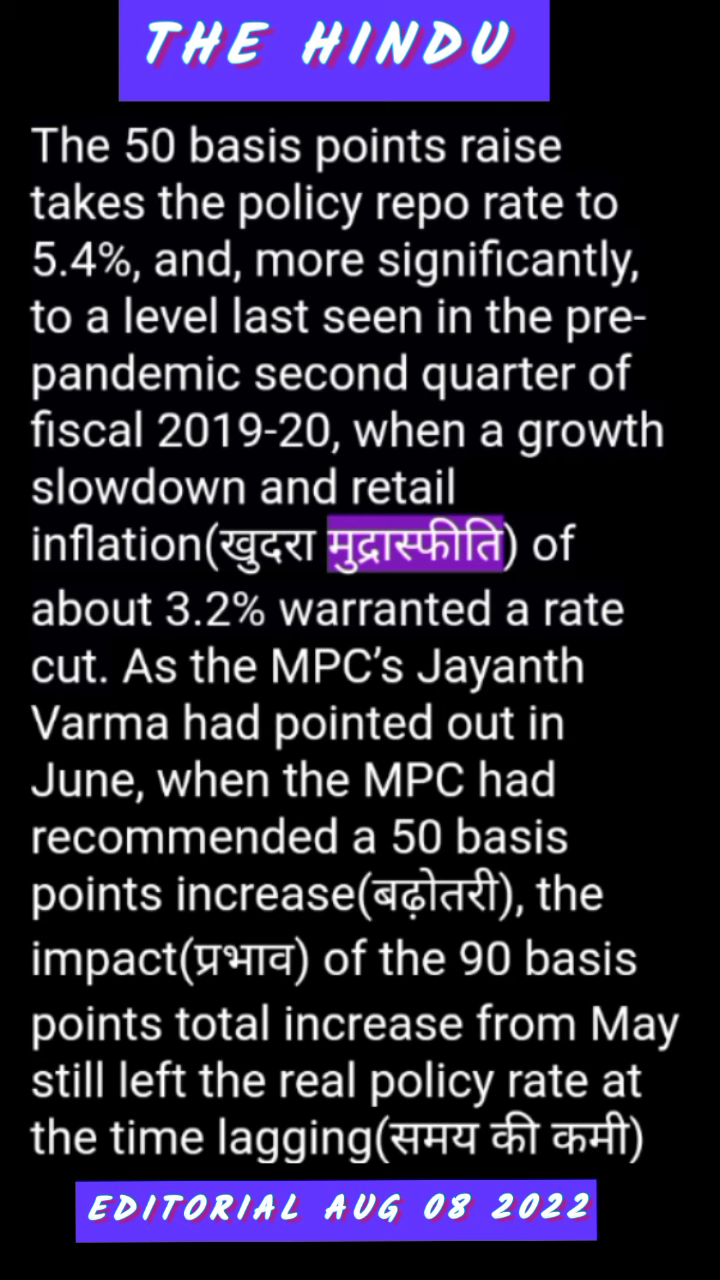 THE HINDU
The 50 basis points raise
takes the policy repo rate to
5.4%, and, more significantly,
to a level last seen in the pre-
pandemic second quarter of
fiscal 2019-20, when a growth
slowdown and retail
inflation(खुदरा मुद्रास्फीति) of
about 3.2% warranted a rate
cut. As the MPC’s Jayanth
Varma had pointed out in
June, when the MPC had
recommended a 50 basis
points increase(बढ़ोतरी), the
impact(प्रभाव) of the 90 basis
points total increase from May
still left the real policy rate at
the time lagging(समय की कमी)
EDITORIAL AUG 08 2022